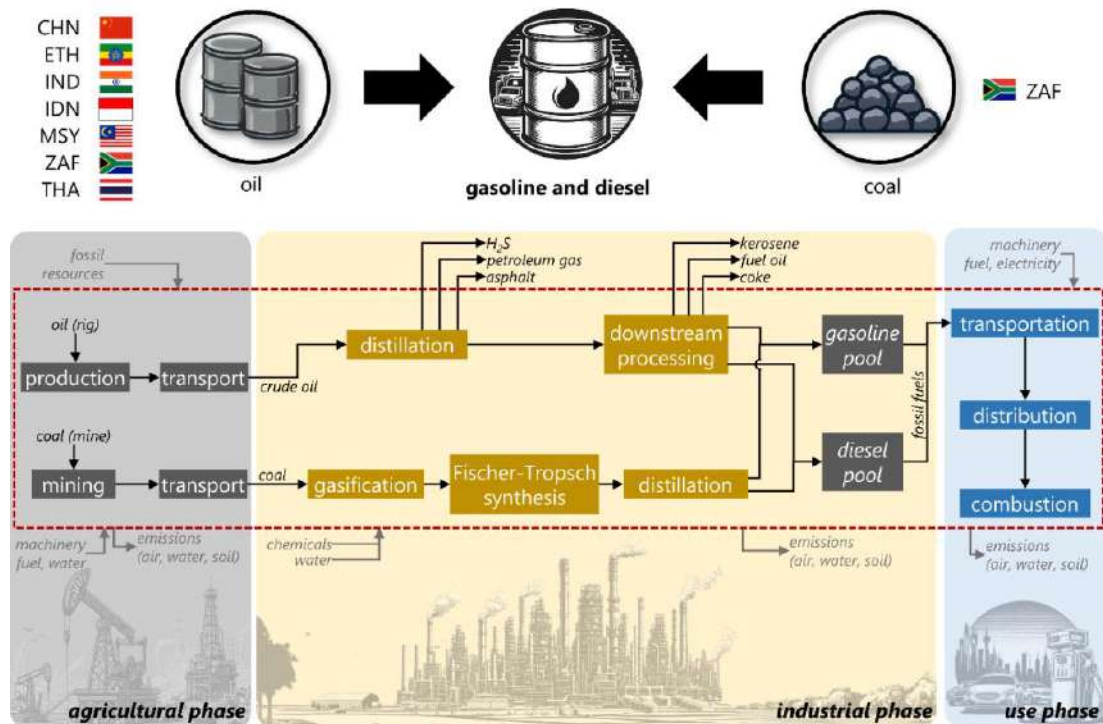 CHN
ETH
IND
IDN
MSY
ZAF
THA
oil
gasoline and diesel
coal
ZAF
fossil
resources
H₂S
petroleum gas
asphalt
kerosene
fuel oil
coke
machinery
fuel, electricity
oil (rig)
production
transport
crude oil
distillation
downstream
processing
gasoline
pool
fossil fuels
transportation
distribution
coal (mine)
mining
transport
coal
gasification
Fischer-Tropsch
synthesis
distillation
diesel
pool
combustion
machinery
fuel, water
emissions
(air, water, soil)
chemicals
water
emissions
(air, water, soil)
emissions
(air, water, soil)
agricultural phase
industrial phase
use phase